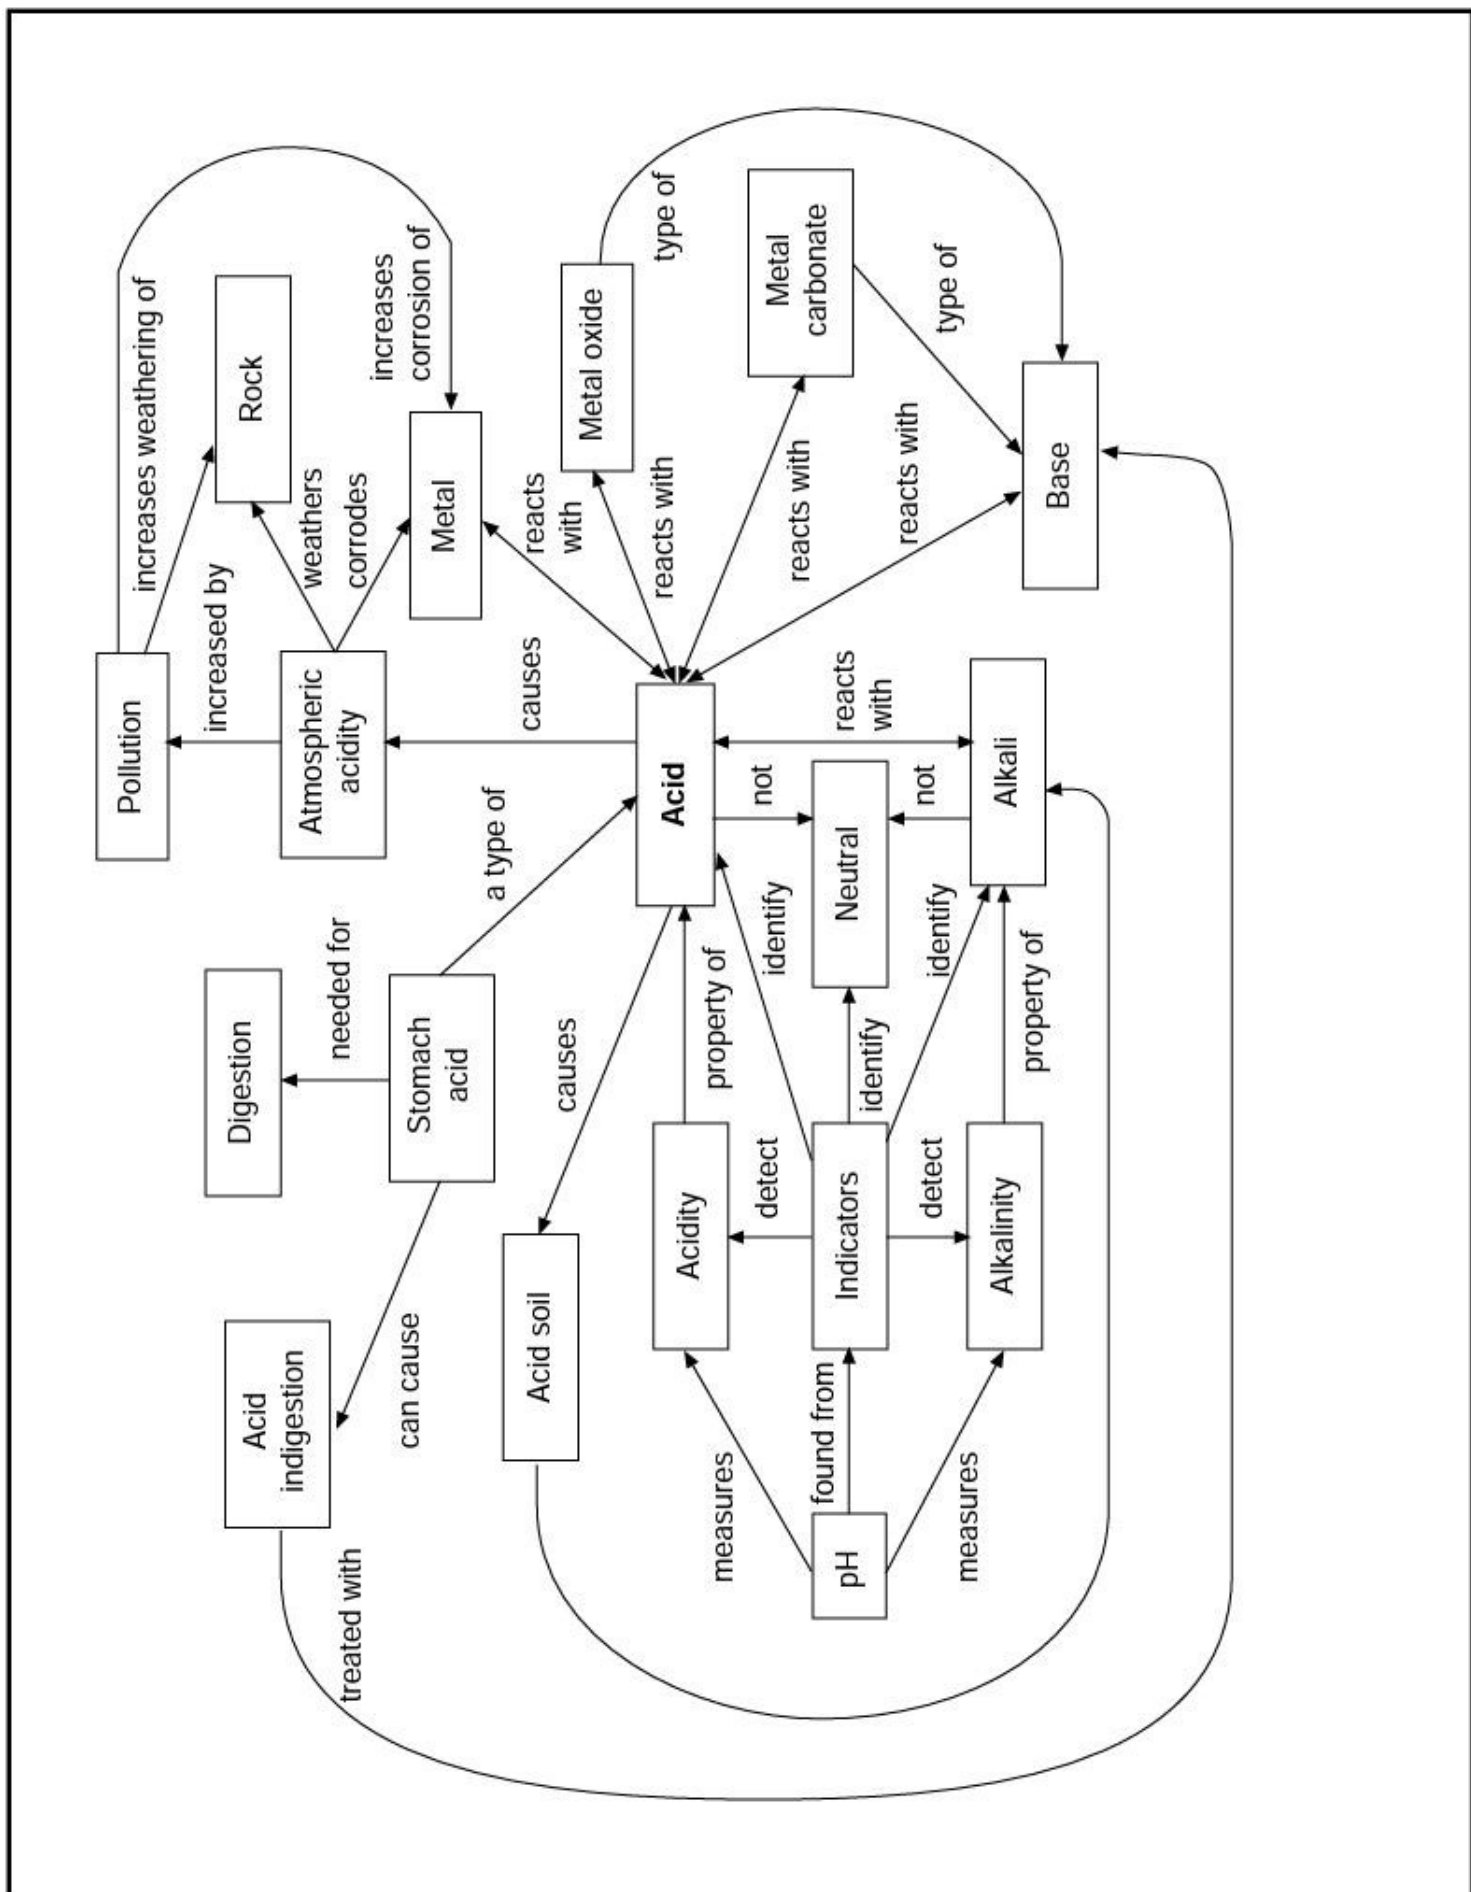 Pollution
increases weathering of
increased by
Digestion
Rock
Acid
indigestion
Atmospheric
acidity
weathers
treated with
needed for
corrodes
increases
corrosion of
can cause
Stomach
acid
Metal
a type of
causes
reacts
with
Acid soil
causes
Metal oxide
type of
reacts with
Acid
Acidity
property of
measures
Metal
carbonate
reacts with
detect
identify
not
found from
pH
Indicators
identify
Neutral
reacts
with
reacts with
measures
detect
identify
not
type of
Alkalinity
property of
Alkali
Base